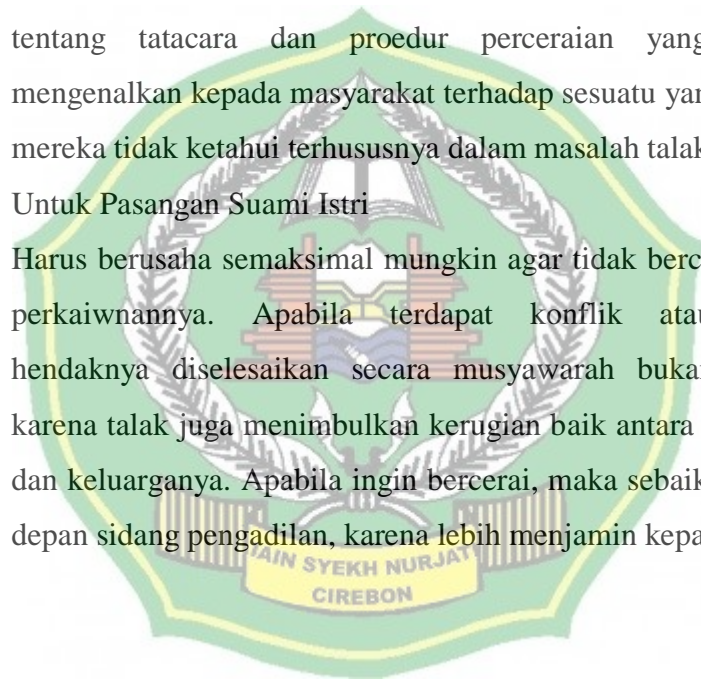 tentang tatacara dan proedur perceraian yang
mengenalkan kepada masyarakat terhadap sesuatu yan
mereka tidak ketahui terhususnya dalam masalah talak
Untuk Pasangan Suami Istri
Harus berusaha semaksimal mungkin agar tidak berc
perkaiwnannya. Apabila terdapat konflik atau
hendaknya diselesaikan secara musyawarah bukan
karena talak juga menimbulkan kerugian baik antara
dan keluarganya. Apabila ingin bercerai, maka sebaik
depan sidang pengadilan, karena lebih menjamin kepa
IAIN SYEKH NURJATI
CIREBON